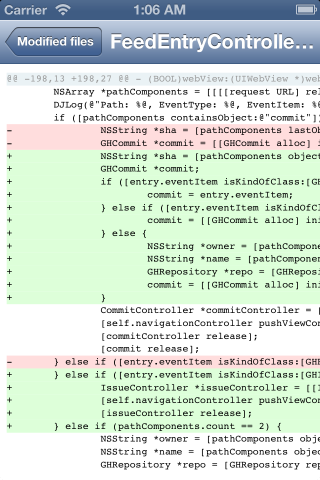 Carrier 1:06 AM
Modified files FeedEntryControlle...
@@ -198,13 +198,27 @@ - (BOOL)webView:(UIWebView *)web
NSArray *pathComponents = [[[[request URL] rel
DJLog(@"Path: %@, EventType: %@, EventItem: %@
if ([pathComponents containsObject:@"commit"])
- NSString *sha = [pathComponents lastOb
- GHCommit *commit = [[GHCommit alloc] i
+ NSString *sha = [pathComponents object
+ GHCommit *commit;
+ if ([entry.eventItem isKindOfClass:[GH
+ commit = entry.eventItem;
+ } else if ([entry.eventItem isKindOfCl
+ commit = [[GHCommit alloc] ini
+ } else {
+ NSString *owner = [pathCompone
+ NSString *name = [pathComponen
+ GHRepository *repo = [GHReposi
+ commit = [[GHCommit alloc] ini
+ }
CommitController *commitController = [
[self.navigationController pushViewCon
[commitController release];
[commit release];
- } else if ([entry.eventItem isKindOfClass:[GHI
+ } else if ([entry.eventItem isKindOfClass:[GHI
+ IssueController *issueController = [[I
+ [self.navigationController pushViewCon
+ [issueController release];
+ } else if (pathComponents.count == 2) {
NSString *owner = [pathComponents obje
NSString *name = [pathComponents objec
GHRepository *repo = [GHRepository rep